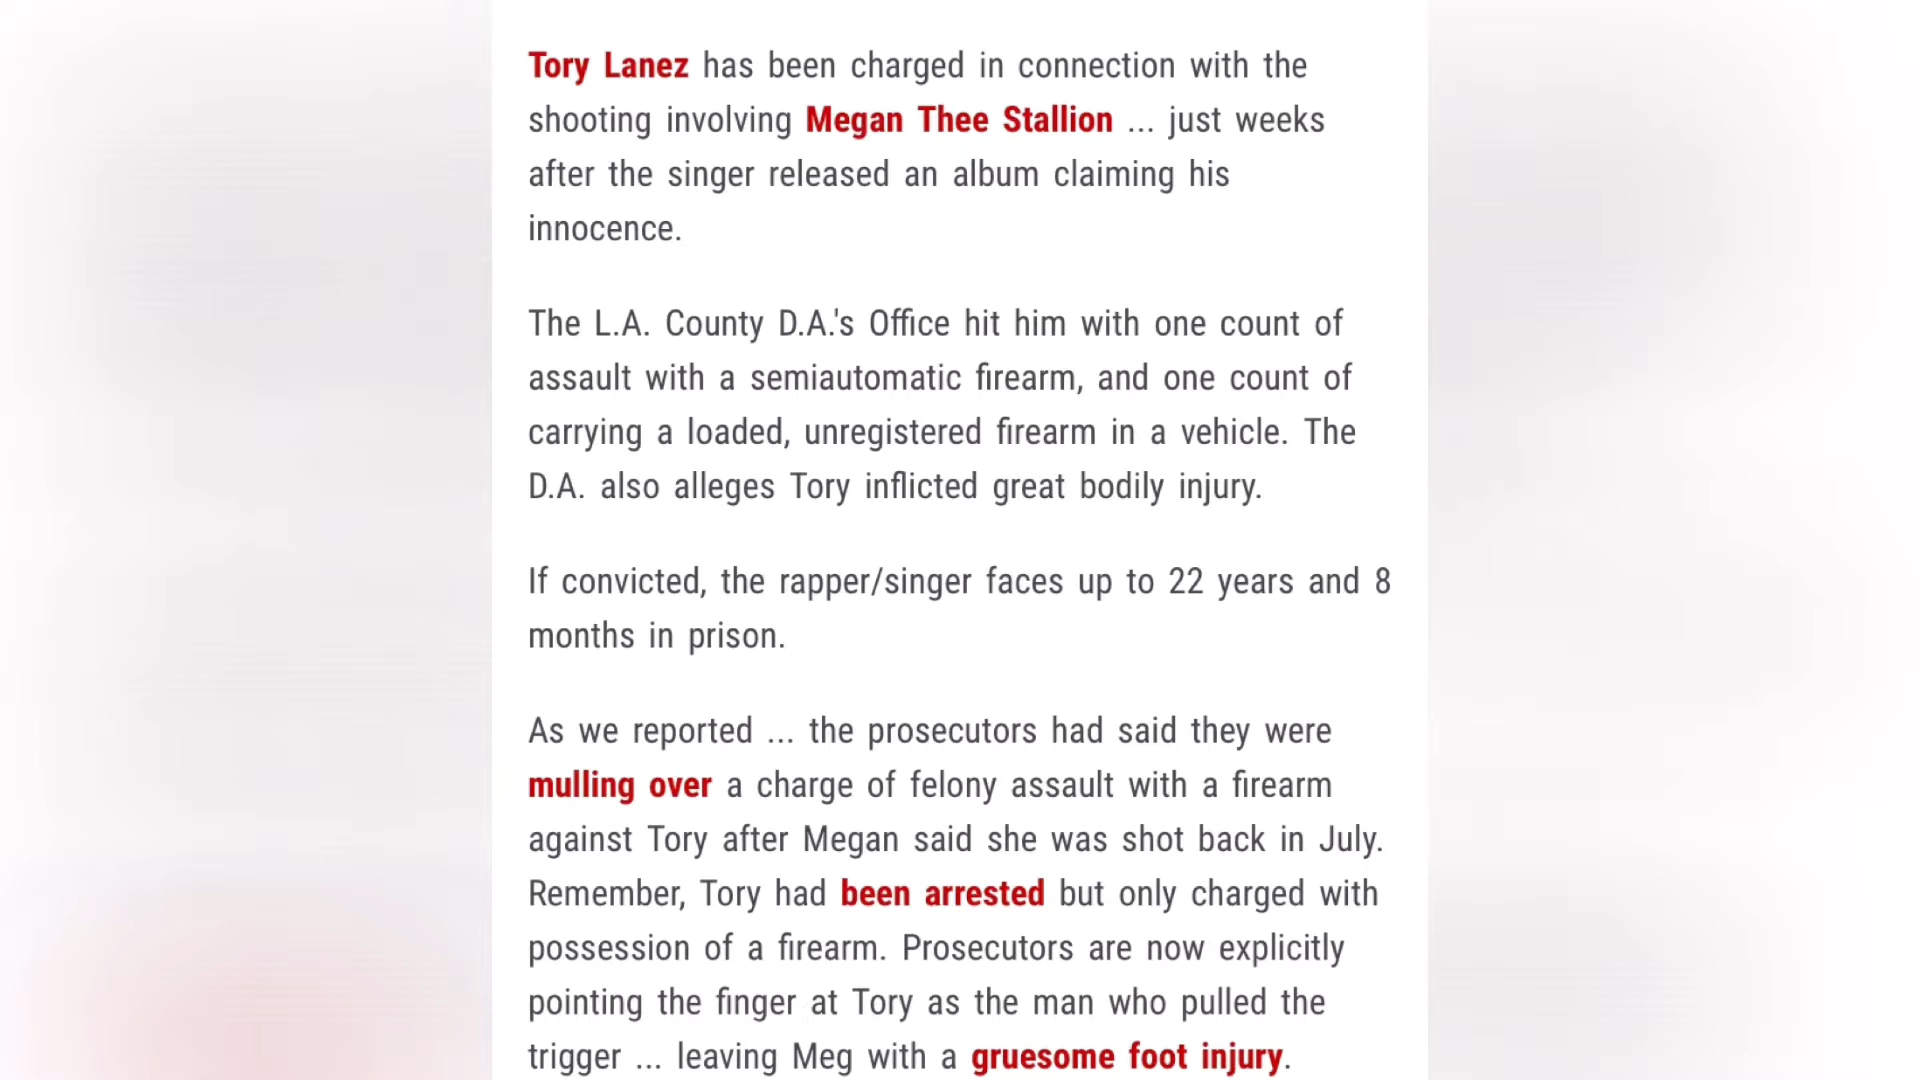 Tory Lanez has been charged in connection with the
shooting involving Megan Thee Stallion ... just weeks
after the singer released an album claiming his
innocence.
The L.A. County D.A.'s Office hit him with one count of
assault with a semiautomatic firearm, and one count of
carrying a loaded, unregistered firearm in a vehicle. The
D.A. also alleges Tory inflicted great bodily injury.
If convicted, the rapper/singer faces up to 22 years and 8
months in prison.
As we reported ... the prosecutors had said they were
mulling over a charge of felony assault with a firearm
against Tory after Megan said she was shot back in July.
Remember, Tory had been arrested but only charged with
possession of a firearm. Prosecutors are now explicitly
pointing the finger at Tory as the man who pulled the
trigger ... leaving Meg with a gruesome foot injury.